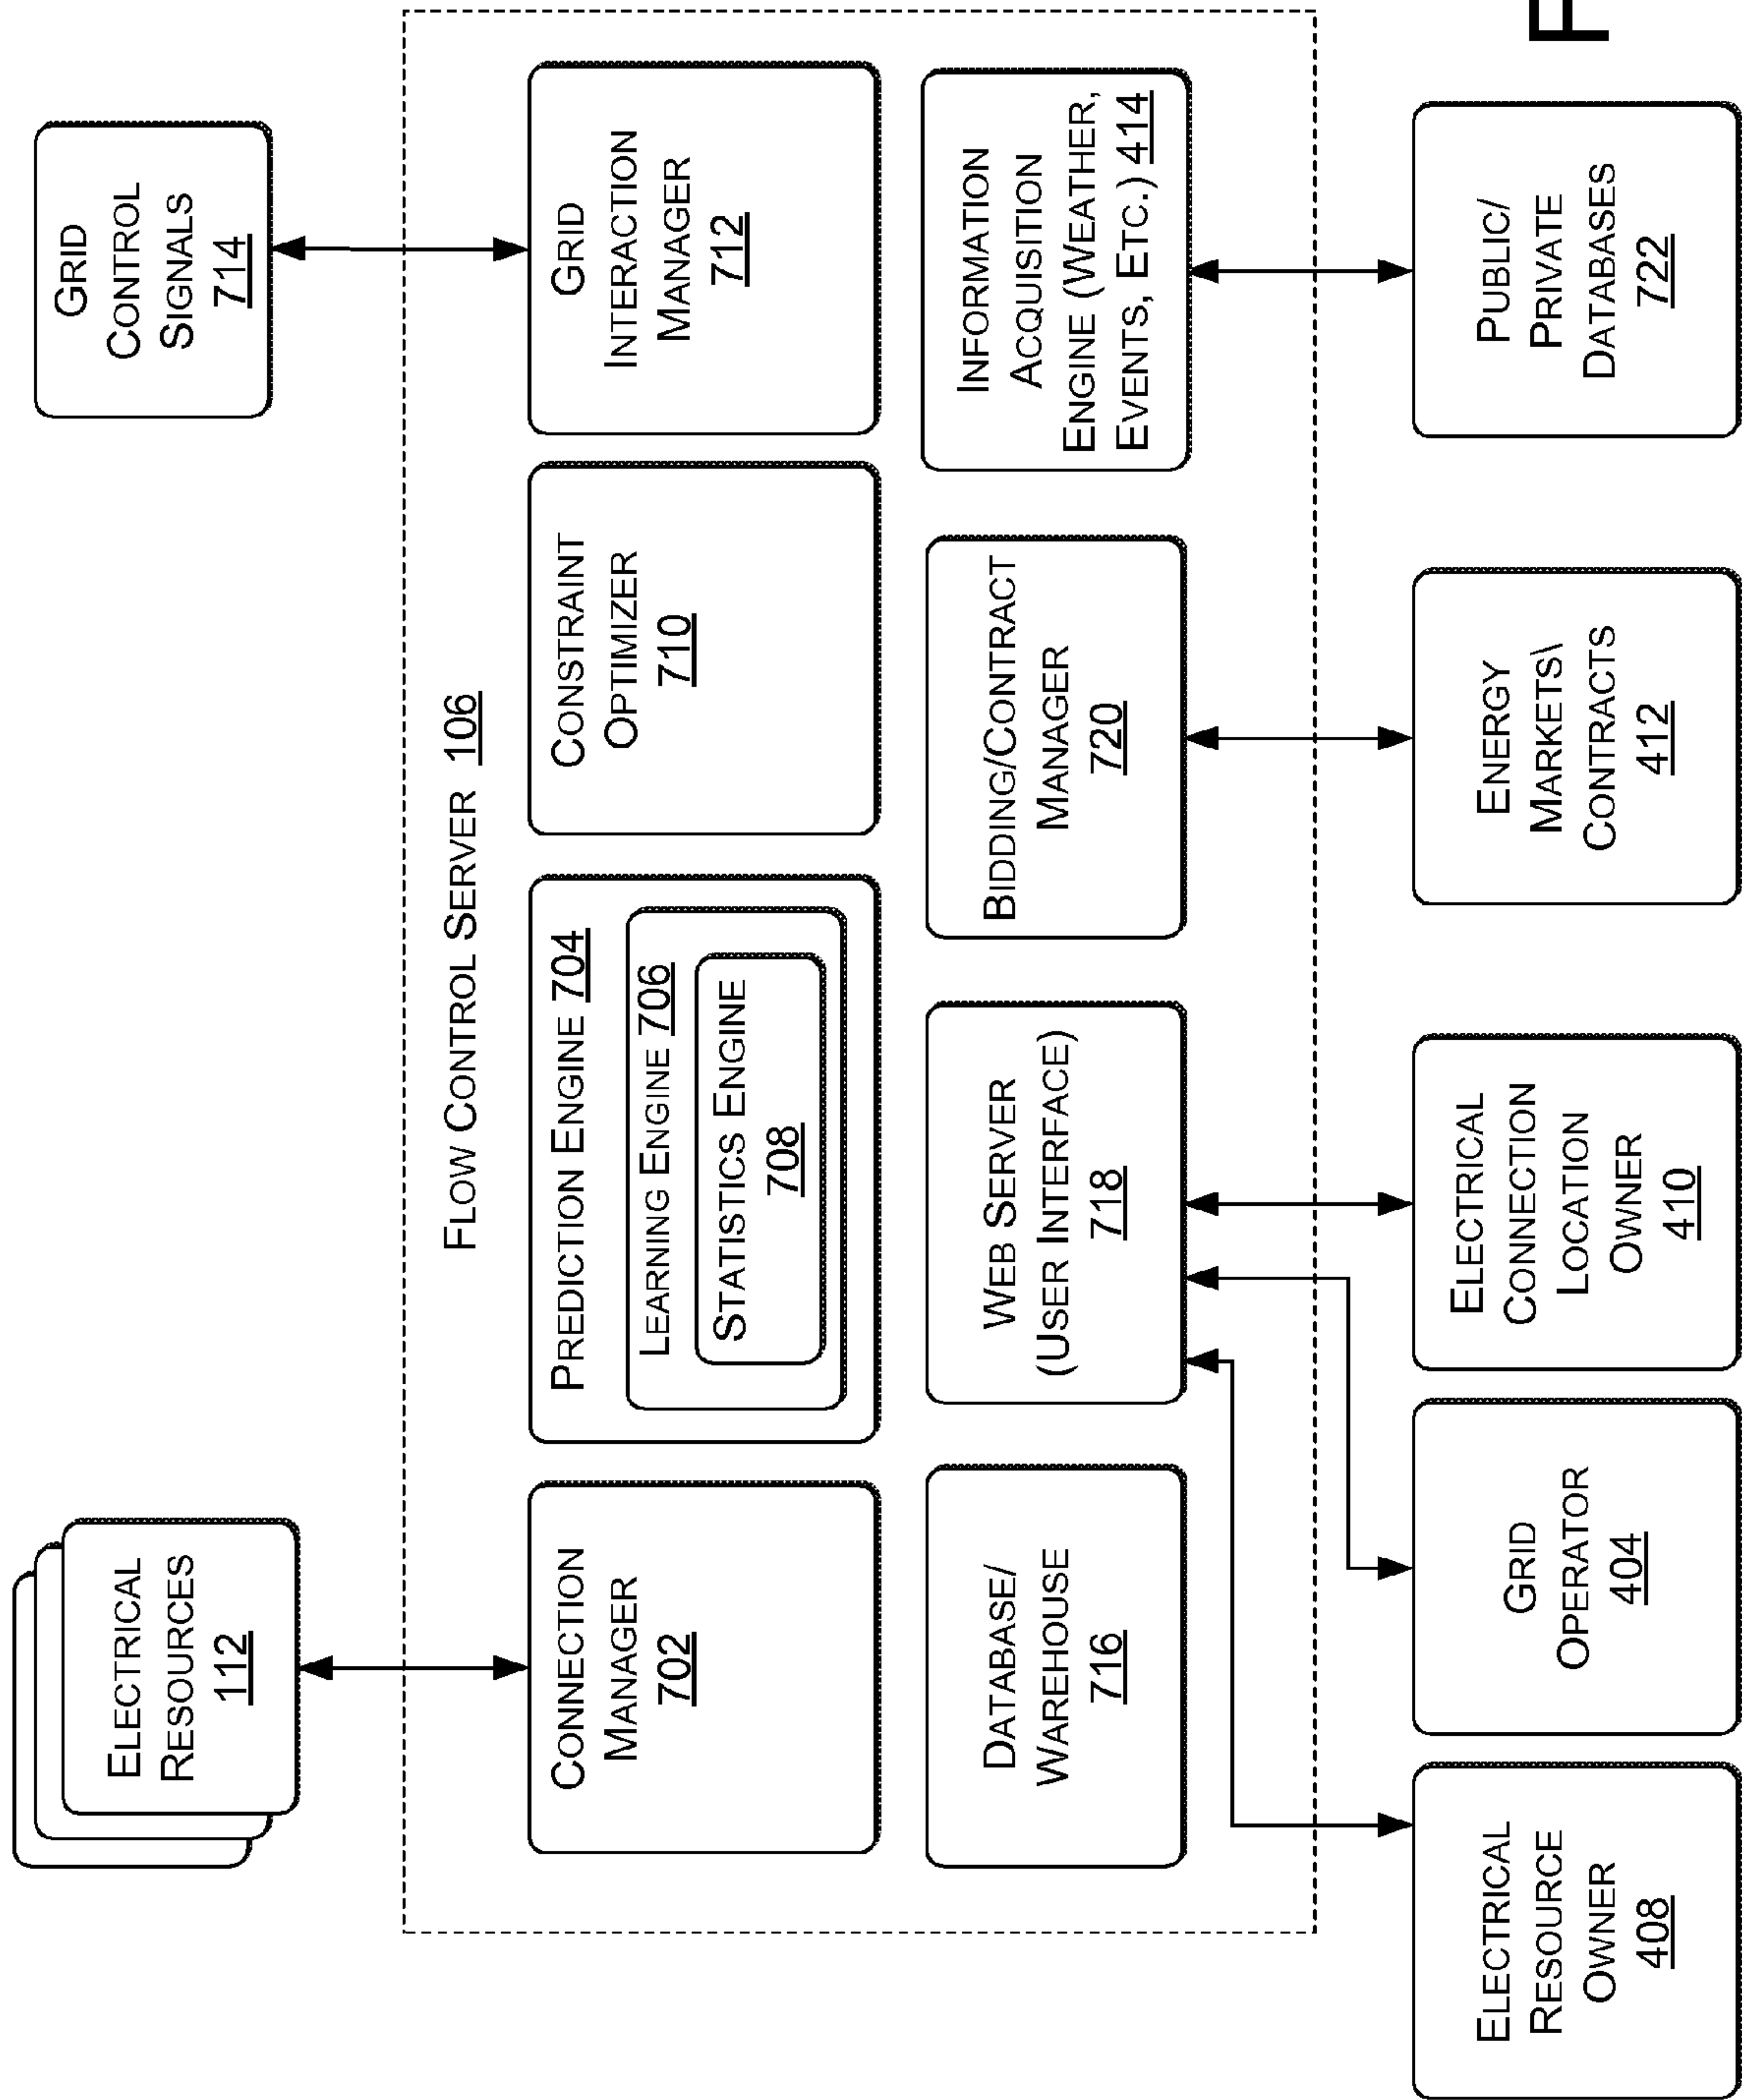 ELECTRICAL
RESOURCES
112
GRID
CONTROL
SIGNALS
714
FLOW CONTROL SERVER 106
CONNECTION
MANAGER
702
PREDICTION ENGINE 704
LEARNING ENGINE 706
STATISTICS ENGINE
708
CONSTRAINT
OPTIMIZER
710
GRID
INTERACTION
MANAGER
712
DATABASE/
WAREHOUSE
716
WEB SERVER
(USER INTERFACE)
718
BIDDING/CONTRACT
MANAGER
720
INFORMATION
ACQUISITION
ENGINE (WEATHER,
EVENTS, ETC.) 414
ELECTRICAL
RESOURCE
OWNER
408
GRID
OPERATOR
404
ELECTRICAL
CONNECTION
LOCATION
OWNER
410
ENERGY
MARKETS\
CONTRACTS
412
PUBLIC/
PRIVATE
DATABASES
722
F